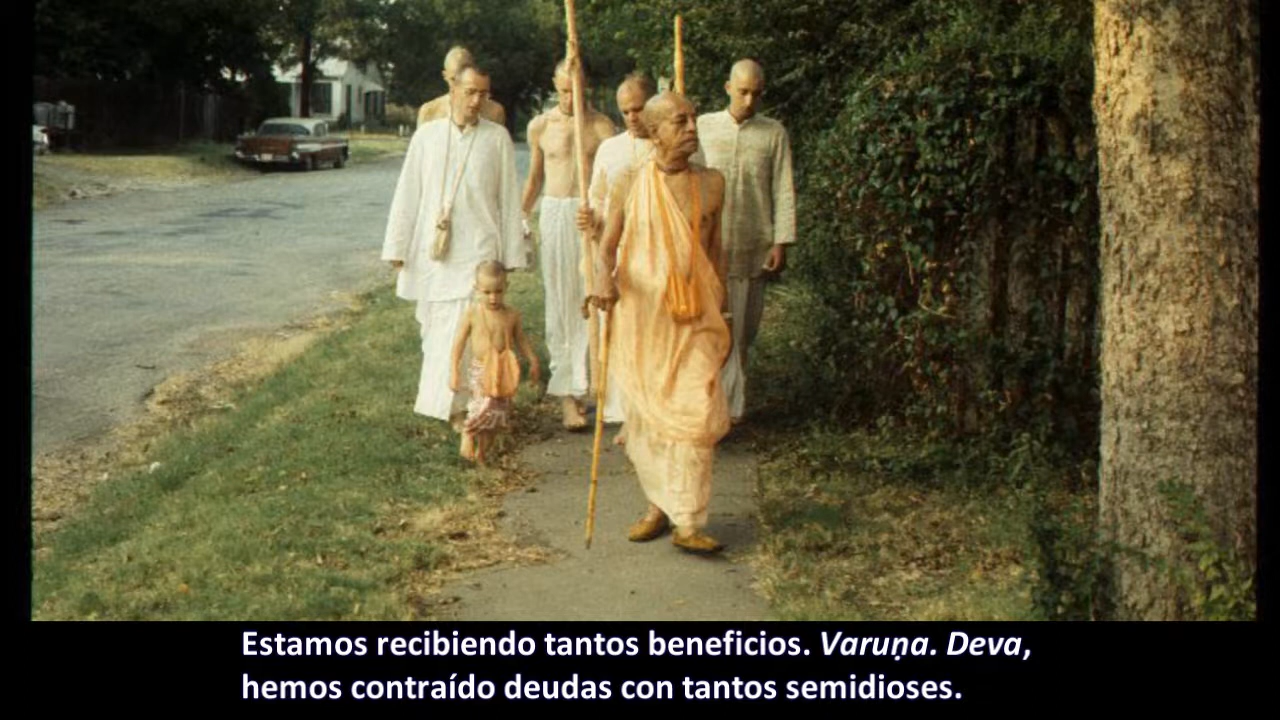 Estamos recibiendo tantos beneficios. Varuṇa. Deva,
hemos contraído deudas con tantos semidioses.